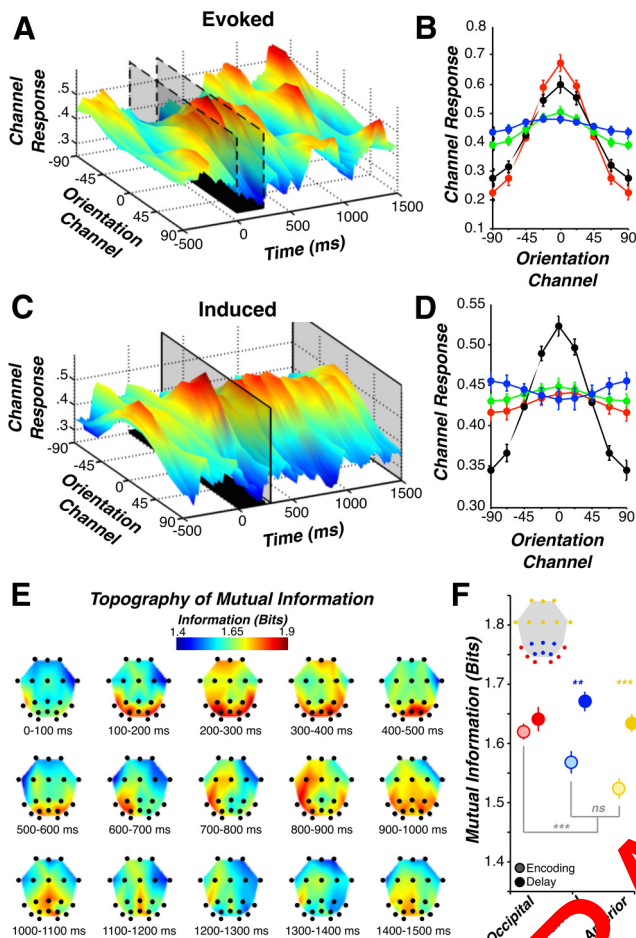 A
Evoked
Channel
Response
.5
.4
.3
-90
-45
0
45
90
Orientation
Channel
-500
0
500
1000
1500
Time (ms)
B
Channel Response
0.8
0.7
0.6
0.5
0.4
0.3
0.2
0.1
-90
-45
0
45
90
Orientation
Channel
C
Induced
Channel
Response
.5
.4
.3
-90
-45
0
45
90
Orientation
Channel
-500
0
500
1000
1500
Time (ms)
D
Channel Response
0.55
0.50
0.45
0.40
0.35
0.30
-90
-45
0
45
90
Orientation
Channel
E
Topography of Mutual Information
Information (Bits)
1.4 1.65 1.9
0-100 ms 100-200 ms 200-300 ms 300-400 ms 400-500 ms
500-600 ms 600-700 ms 700-800 ms 800-900 ms 900-1000 ms
1000-1100 ms 1100-1200 ms 1200-1300 ms 1300-1400 ms 1400-1500 ms
F
Mutual Information (Bits)
1.8
1.7
1.6
1.5
1.4
** ***
ns
***
Encoding
Delay
Occipital